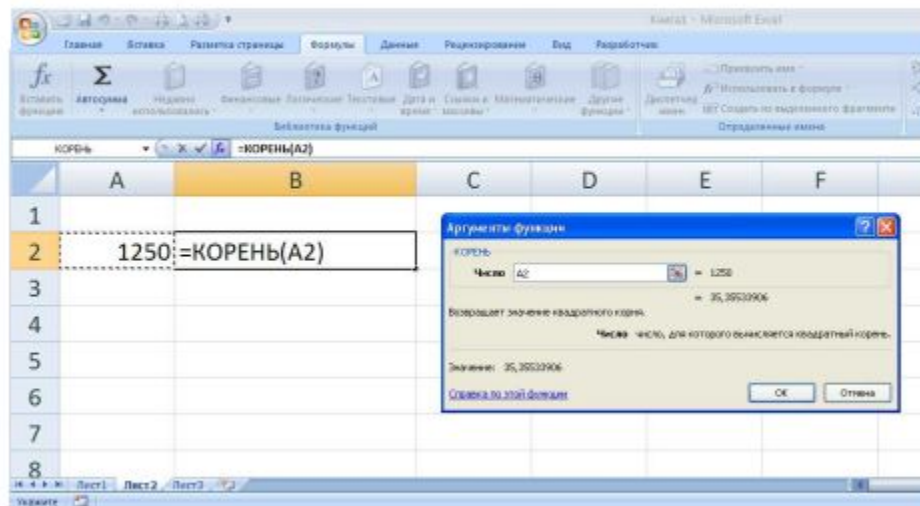 Книга1 - Microsoft Excel
Главная Вставка Разметка страницы Формулы Данные Рецензирование Вид Разработчик
Вставить функцию Автосумма Недавно использовались Финансовые Логические Текстовые Дата и время Ссылки и массивы Математические Другие функции Диспетчер имен
Присвоить имя
Использовать в формуле
Создать из выделенного фрагмента
Библиотека функций Определенные имена
КОРЕНЬ fx =КОРЕНЬ(A2)
A B C D E F
1
2 1250 =КОРЕНЬ(A2)
3
4
5
6
7
8
Аргументы функции
КОРЕНЬ
Число A2 = 1250
= 35,35533906
Возвращает значение квадратного корня.
Число число, для которого вычисляется квадратный корень.
Значение: 35,35533906
Справка по этой функции ОК Отмена
Лист1 Лист2 Лист3
Укажите